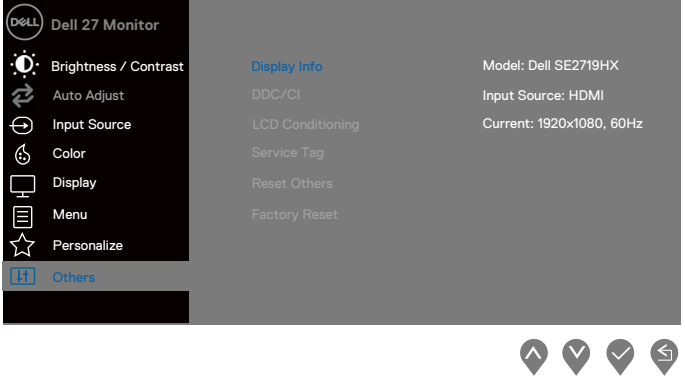 DELL
Dell 27 Monitor
Brightness / Contrast
Auto Adjust
Input Source
Color
Display
Menu
Personalize
Others
Display Info
DDC/CI
LCD Conditioning
Service Tag
Reset Others
Factory Reset
Model: Dell SE2719HX
Input Source: HDMI
Current: 1920x1080, 60Hz